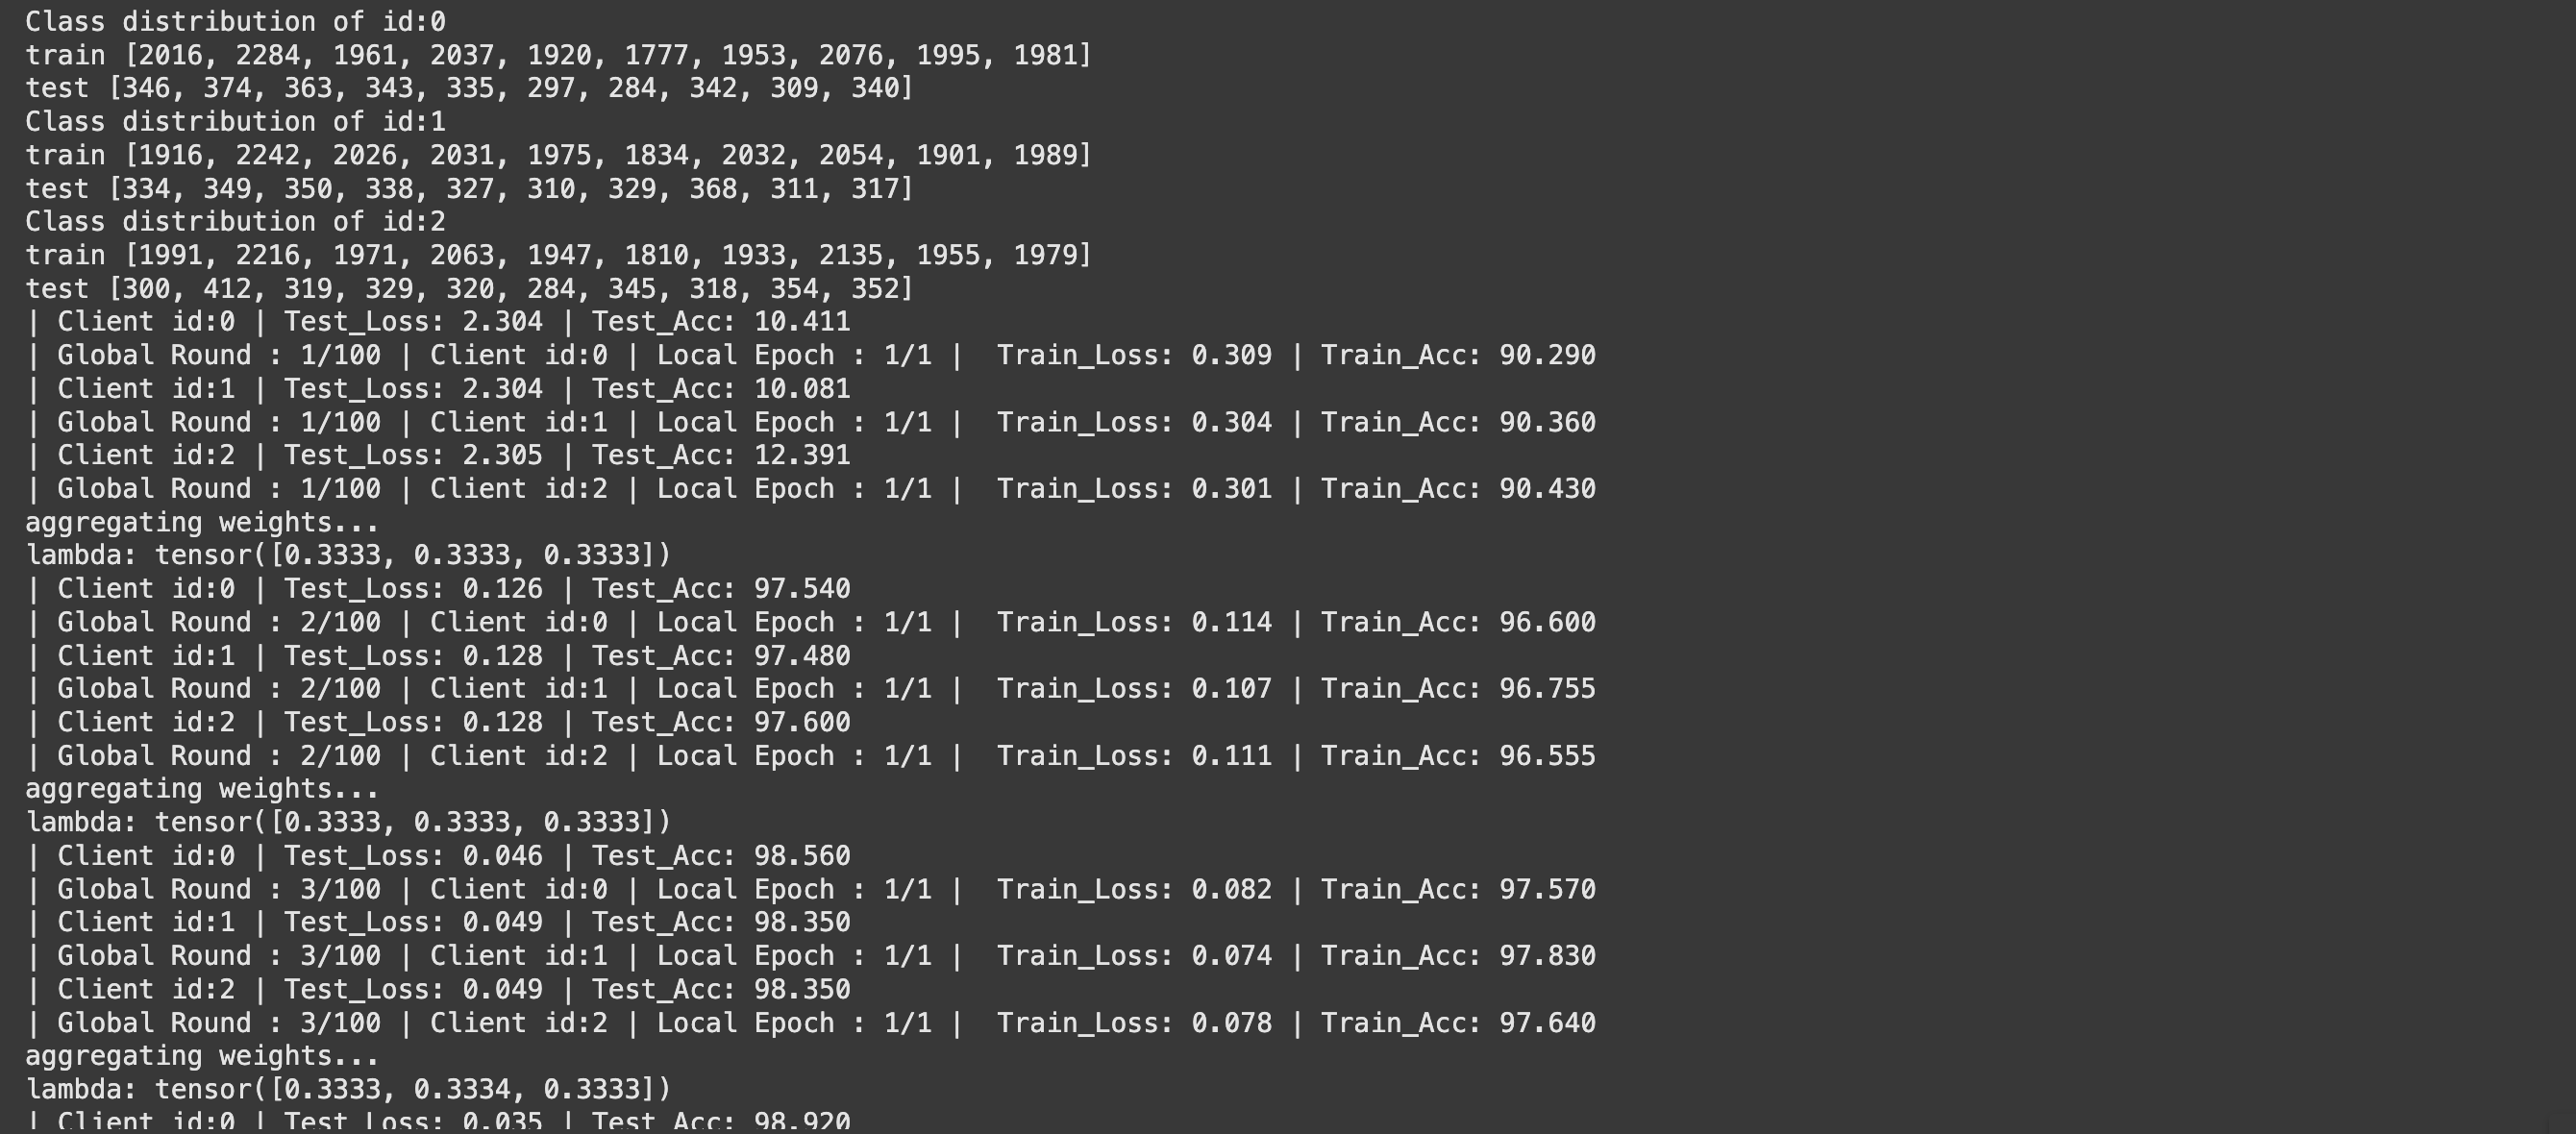 Class distribution of id:0
train [2016, 2284, 1961, 2037, 1920, 1777, 1953, 2076, 1995, 1981]
test [346, 374, 363, 343, 335, 297, 284, 342, 309, 340]
Class distribution of id:1
train [1916, 2242, 2026, 2031, 1975, 1834, 2032, 2054, 1901, 1989]
test [334, 349, 350, 338, 327, 310, 329, 368, 311, 317]
Class distribution of id:2
train [1991, 2216, 1971, 2063, 1947, 1810, 1933, 2135, 1955, 1979]
test [300, 412, 319, 329, 320, 284, 345, 318, 354, 352]
| Client id:0 | Test_Loss: 2.304 | Test_Acc: 10.411
| Global Round : 1/100 | Client id:0 | Local Epoch : 1/1 |  Train_Loss: 0.309 | Train_Acc: 90.290
| Client id:1 | Test_Loss: 2.304 | Test_Acc: 10.081
| Global Round : 1/100 | Client id:1 | Local Epoch : 1/1 |  Train_Loss: 0.304 | Train_Acc: 90.360
| Client id:2 | Test_Loss: 2.305 | Test_Acc: 12.391
| Global Round : 1/100 | Client id:2 | Local Epoch : 1/1 |  Train_Loss: 0.301 | Train_Acc: 90.430
aggregating weights...
lambda: tensor([0.3333, 0.3333, 0.3333])
| Client id:0 | Test_Loss: 0.126 | Test_Acc: 97.540
| Global Round : 2/100 | Client id:0 | Local Epoch : 1/1 |  Train_Loss: 0.114 | Train_Acc: 96.600
| Client id:1 | Test_Loss: 0.128 | Test_Acc: 97.480
| Global Round : 2/100 | Client id:1 | Local Epoch : 1/1 |  Train_Loss: 0.107 | Train_Acc: 96.755
| Client id:2 | Test_Loss: 0.128 | Test_Acc: 97.600
| Global Round : 2/100 | Client id:2 | Local Epoch : 1/1 |  Train_Loss: 0.111 | Train_Acc: 96.555
aggregating weights...
lambda: tensor([0.3333, 0.3333, 0.3333])
| Client id:0 | Test_Loss: 0.046 | Test_Acc: 98.560
| Global Round : 3/100 | Client id:0 | Local Epoch : 1/1 |  Train_Loss: 0.082 | Train_Acc: 97.570
| Client id:1 | Test_Loss: 0.049 | Test_Acc: 98.350
| Global Round : 3/100 | Client id:1 | Local Epoch : 1/1 |  Train_Loss: 0.074 | Train_Acc: 97.830
| Client id:2 | Test_Loss: 0.049 | Test_Acc: 98.350
| Global Round : 3/100 | Client id:2 | Local Epoch : 1/1 |  Train_Loss: 0.078 | Train_Acc: 97.640
aggregating weights...
lambda: tensor([0.3333, 0.3334, 0.3333])
| Client id:0 | Test_Loss: 0.035 | Test_Acc: 98.920